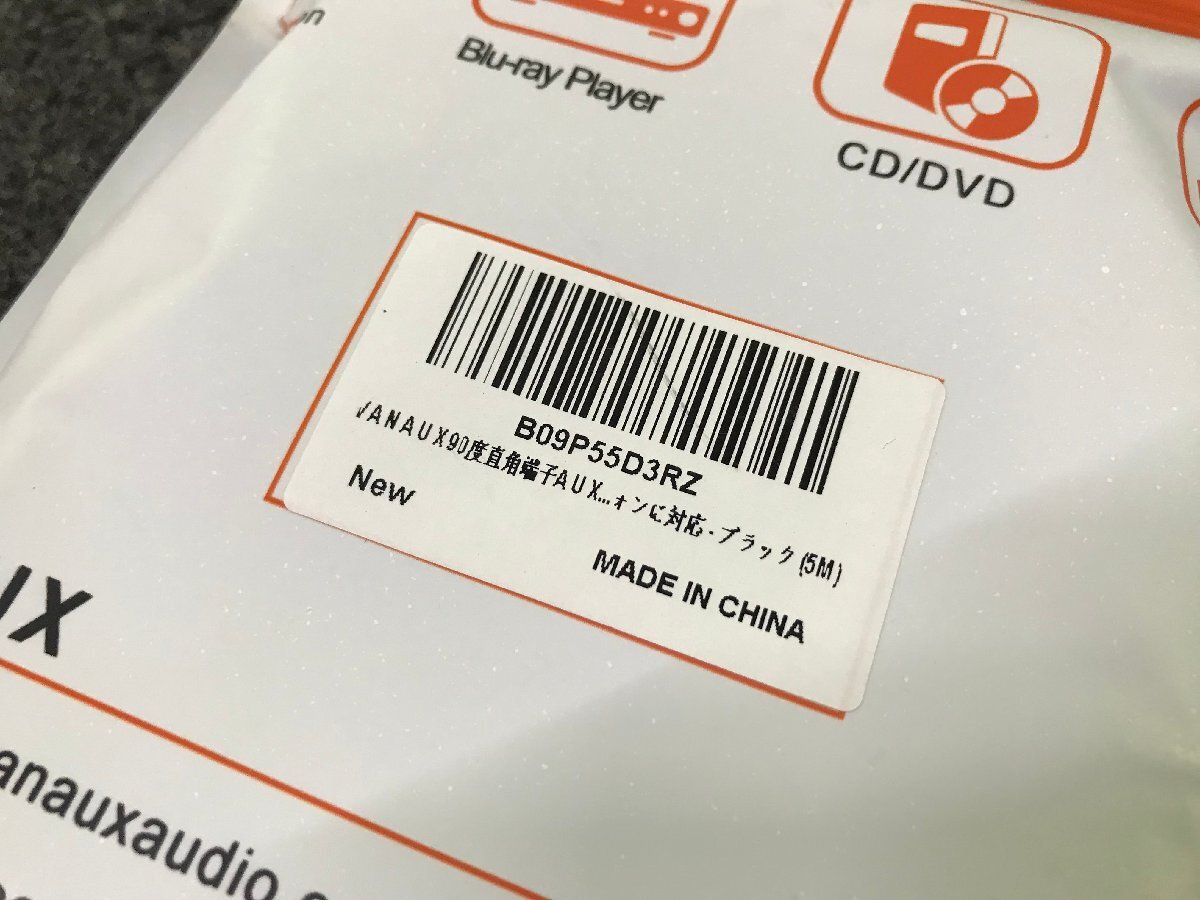 Blu-ray Player
CD/DVD
B09P55D3RZ
VANAUX90度直角端子AUX...ォンに対応-ブラック(5M)
New
MADE IN CHINA
UX
anauxaudio.